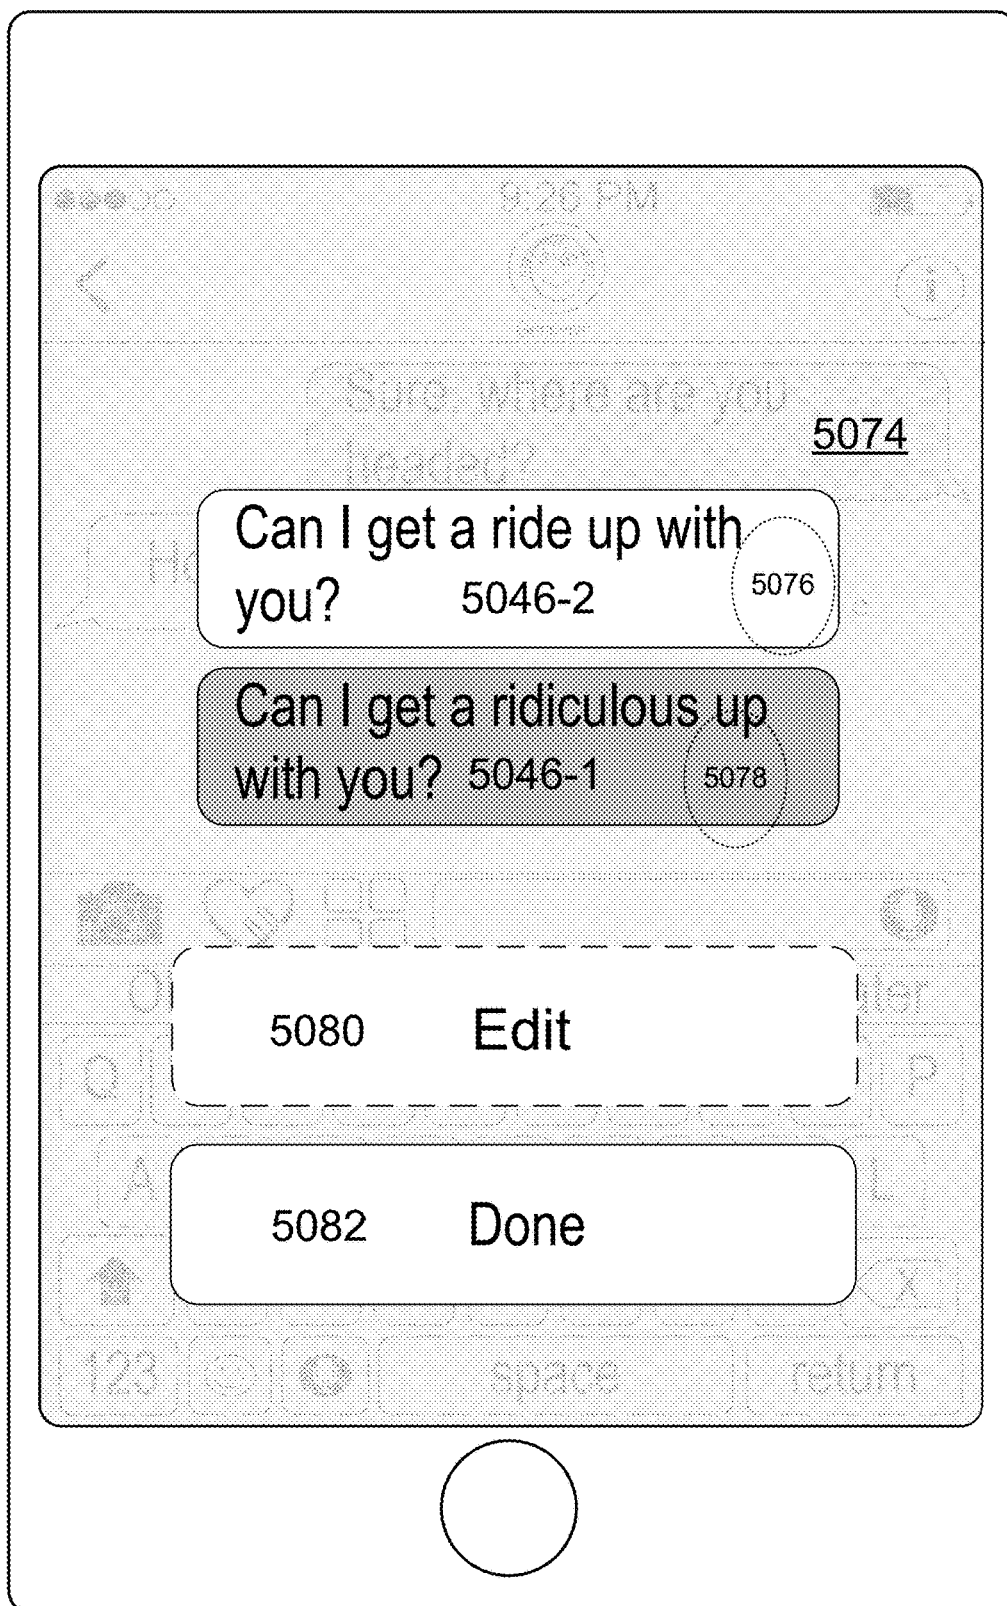 9:26 PM
i
Sure, where are you
headed?
5074
Can I get a ride up with
you? 5046-2
5076
Can I get a ridiculous up
with you? 5046-1
5078
5080 Edit
Q P
A L
5082 Done
X
123 space return